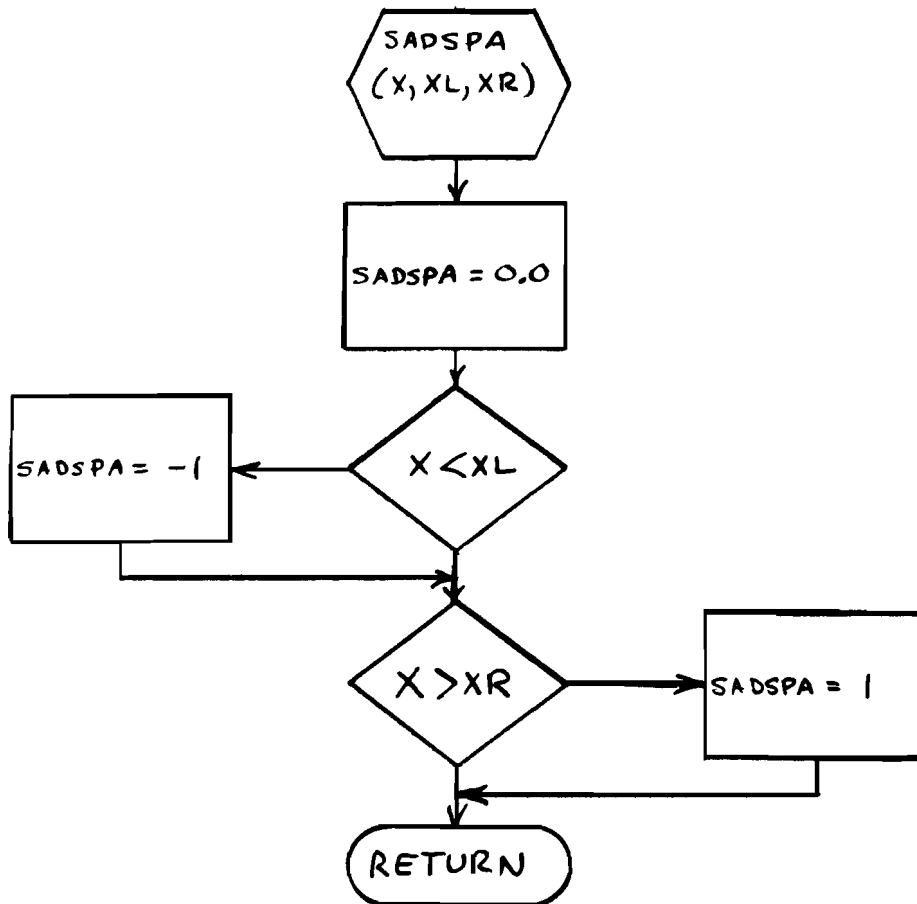 SADSPA
(X, XL, XR)
SADSPA = 0.0
X < XL
SADSPA = -1
X > XR
SADSPA = 1
RETURN